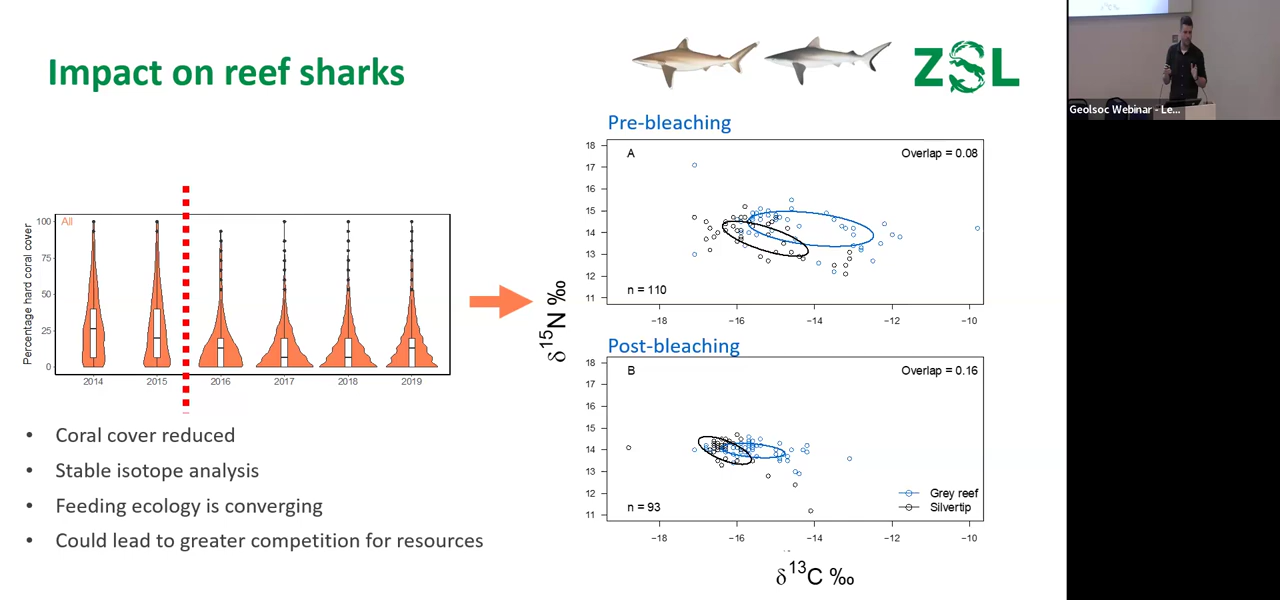 Impact on reef sharks
ZSL
Geolsoc Webinar - Le...
All
Percentage hard coral cover
100
75
50
25
0
2014 2015 2016 2017 2018 2019
• Coral cover reduced
• Stable isotope analysis
• Feeding ecology is converging
• Could lead to greater competition for resources
Pre-bleaching
A
Overlap = 0.08
18
17
16
15
14
13
12
11
n = 110
−18 −16 −14 −12 −10
δ15N ‰
Post-bleaching
B
Overlap = 0.16
18
17
16
15
14
13
12
11
n = 93
Grey reef
Silvertip
−18 −16 −14 −12 −10
δ13C ‰